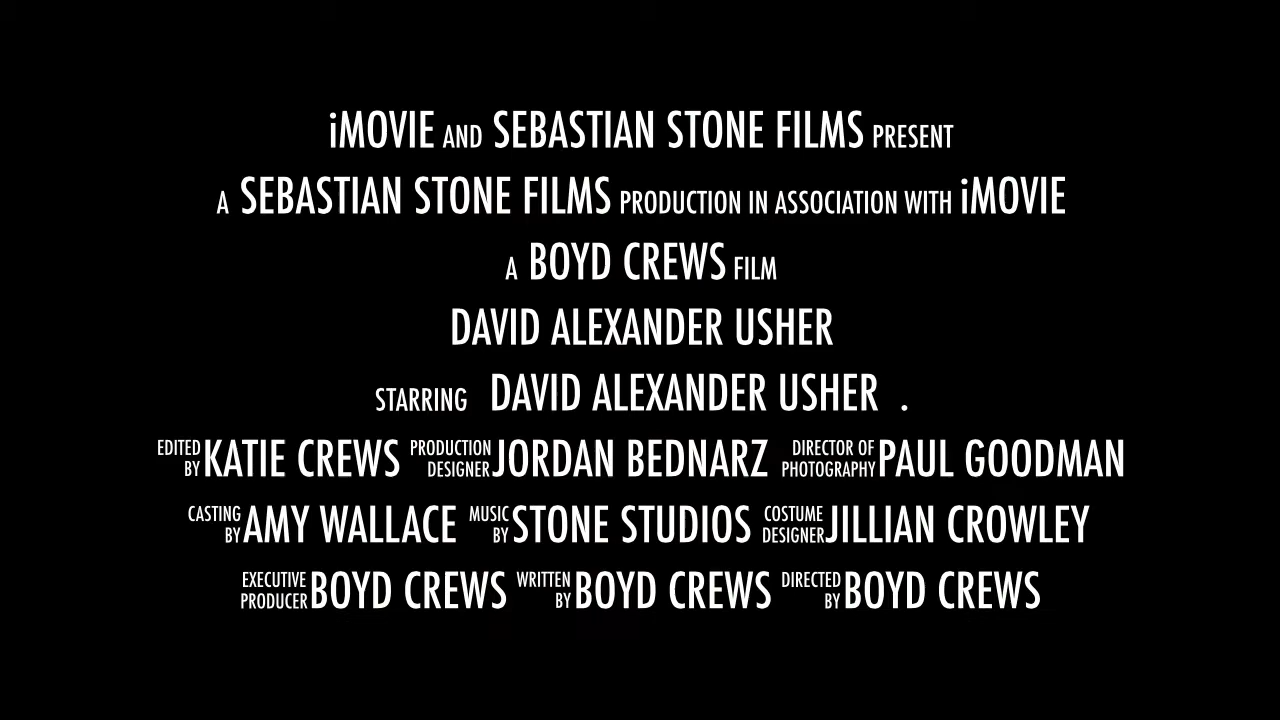 iMOVIE AND SEBASTIAN STONE FILMS PRESENT
A SEBASTIAN STONE FILMS PRODUCTION IN ASSOCIATION WITH iMOVIE
A BOYD CREWS FILM
DAVID ALEXANDER USHER
STARRING DAVID ALEXANDER USHER .
EDITED BY KATIE CREWS PRODUCTION DESIGNER JORDAN BEDNARZ DIRECTOR OF PHOTOGRAPHY PAUL GOODMAN
CASTING BY AMY WALLACE MUSIC BY STONE STUDIOS COSTUME DESIGNER JILLIAN CROWLEY
EXECUTIVE PRODUCER BOYD CREWS WRITTEN BY BOYD CREWS DIRECTED BY BOYD CREWS